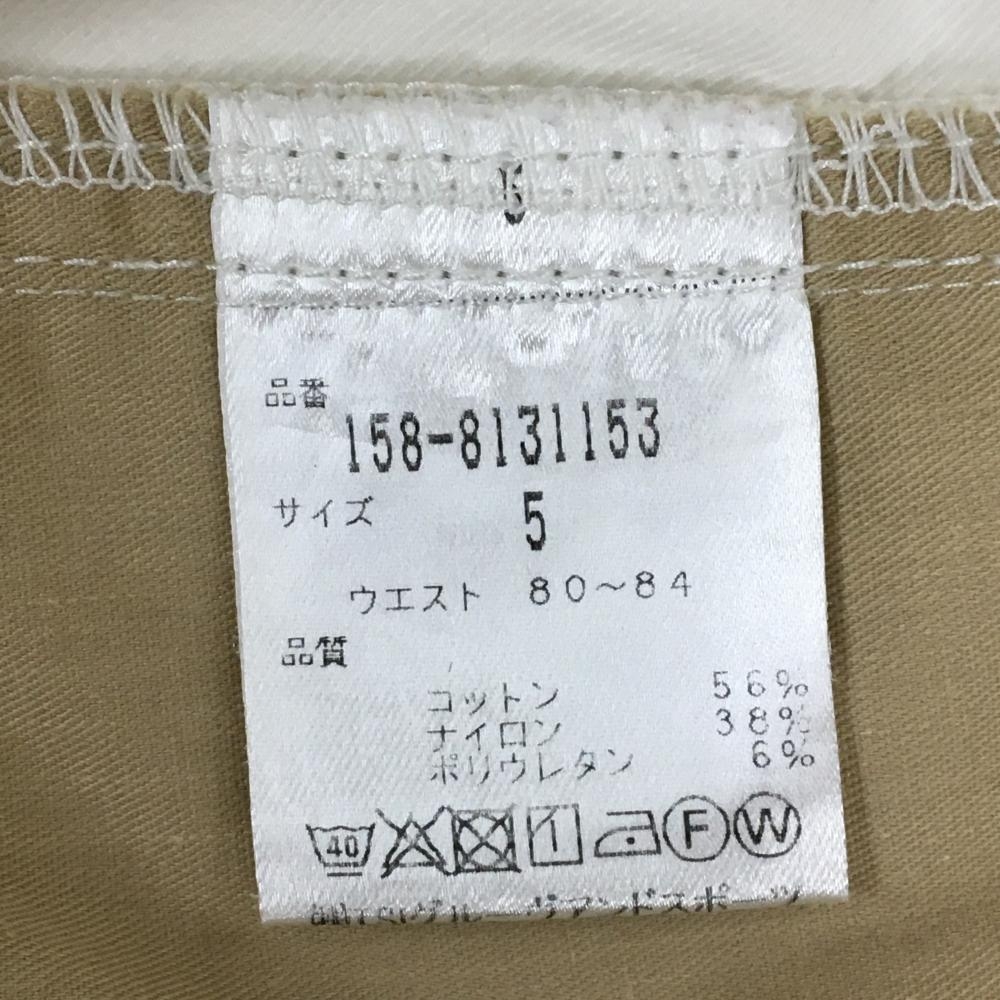 5
品番
158-8131153
サイズ 5
ウエスト 80～84
品質
コットン 56%
ナイロン 38%
ポリウレタン 6%
40 F W